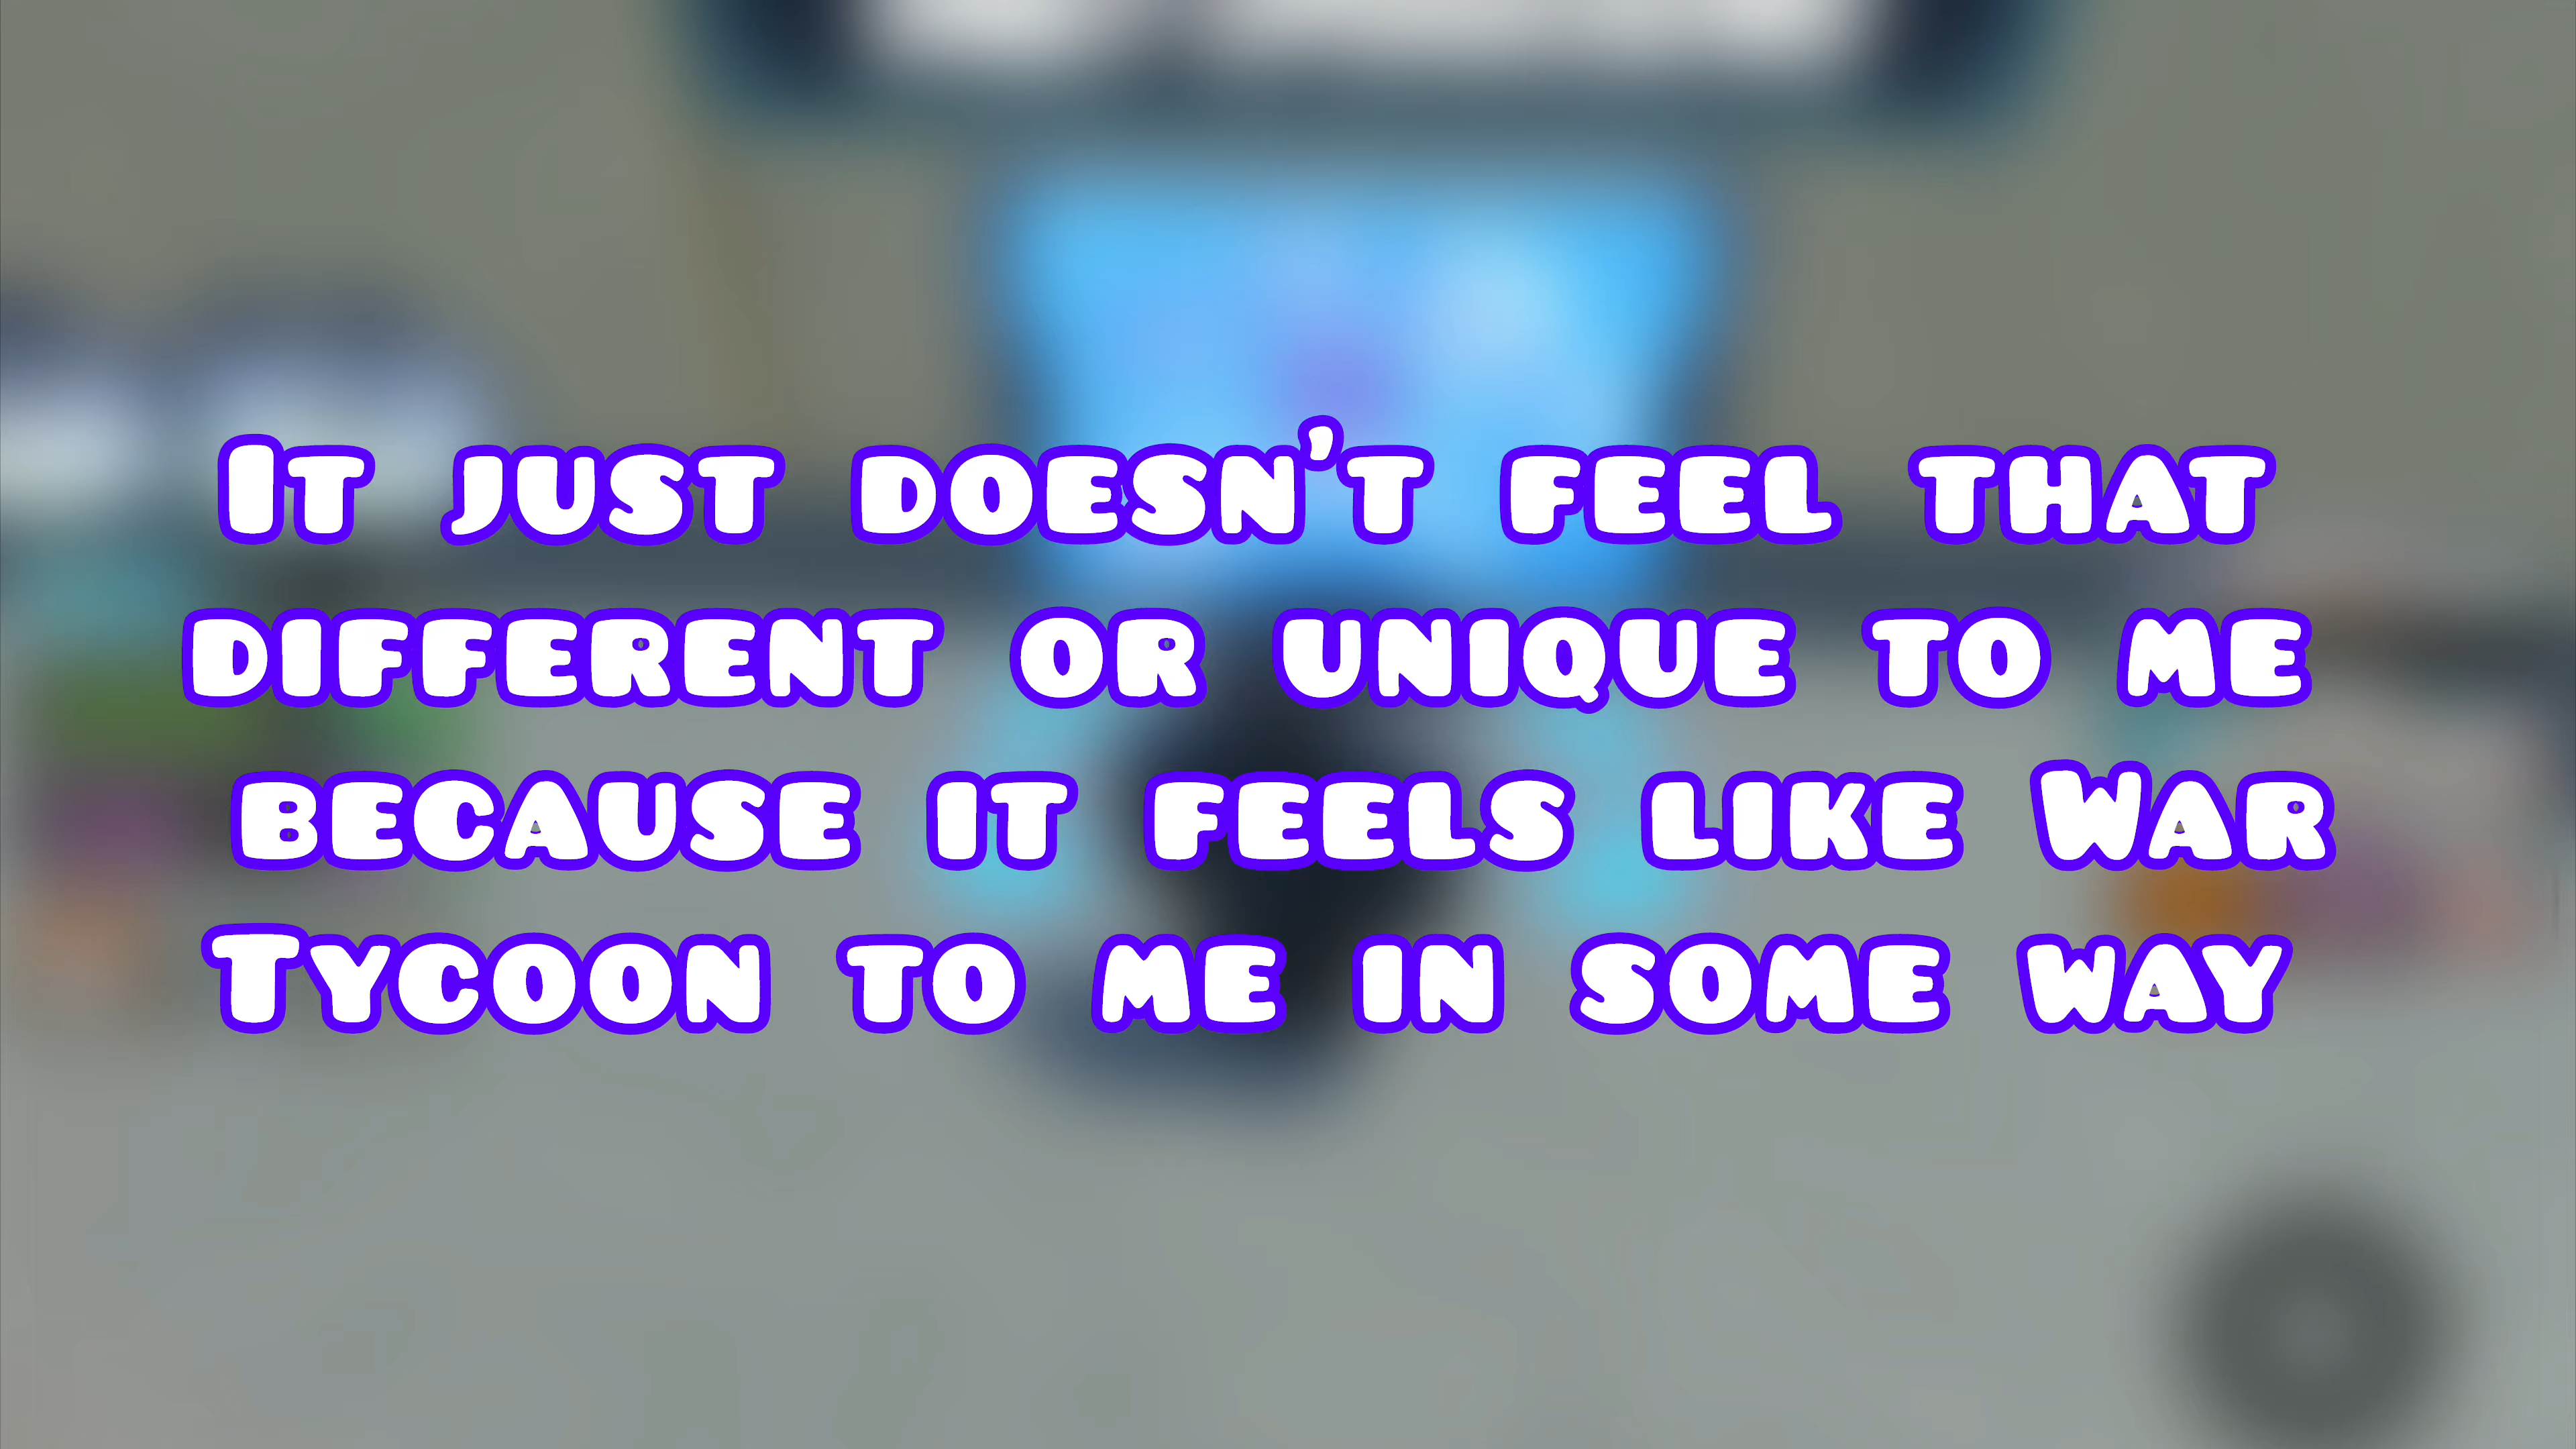 It just doesn't feel that
different or unique to me
because it feels like War
Tycoon to me in some way